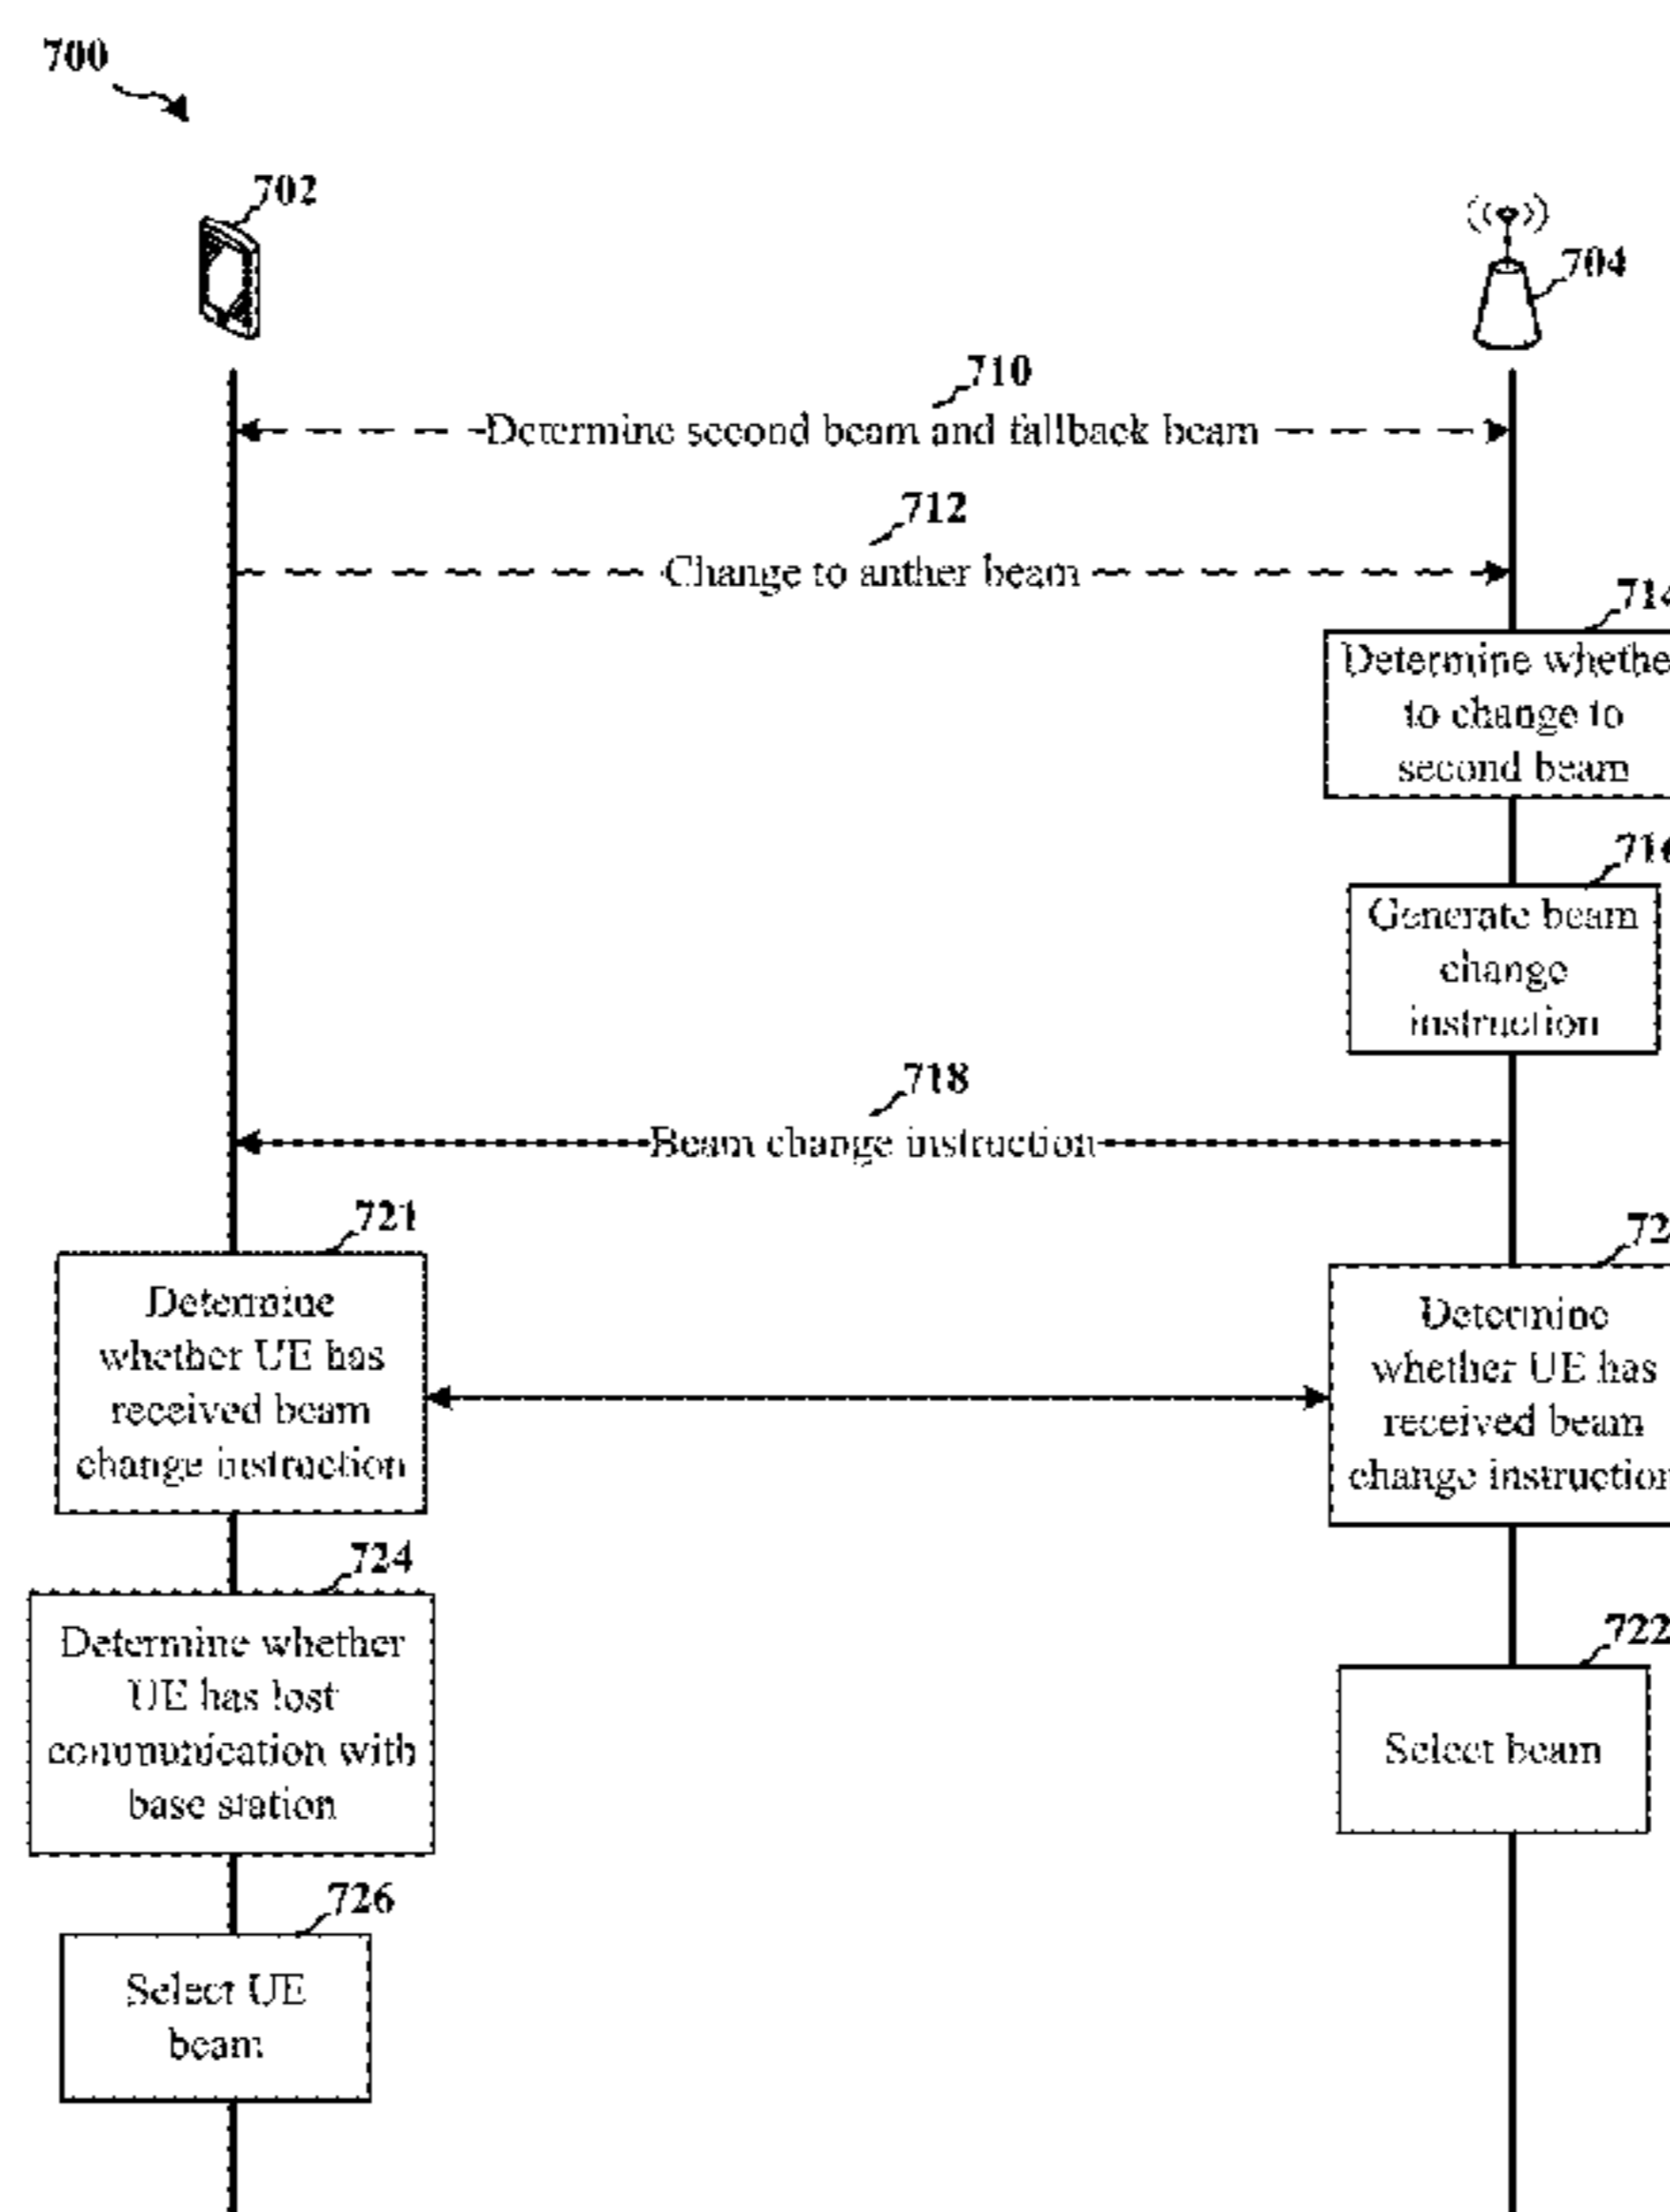 700
702
704
710
Determine second beam and fallback beam
712
Change to anther beam
714
Determine whethe
to change to
second beam
716
Generate beam
change
instruction
718
Beam change instruction
721
Determine
whether UE has
received beam
change instruction
72
Determine
whether UE has
received beam
change instruction
724
Determine whether
UE has lost
communication with
base station
722
Select beam
726
Select UE
beam